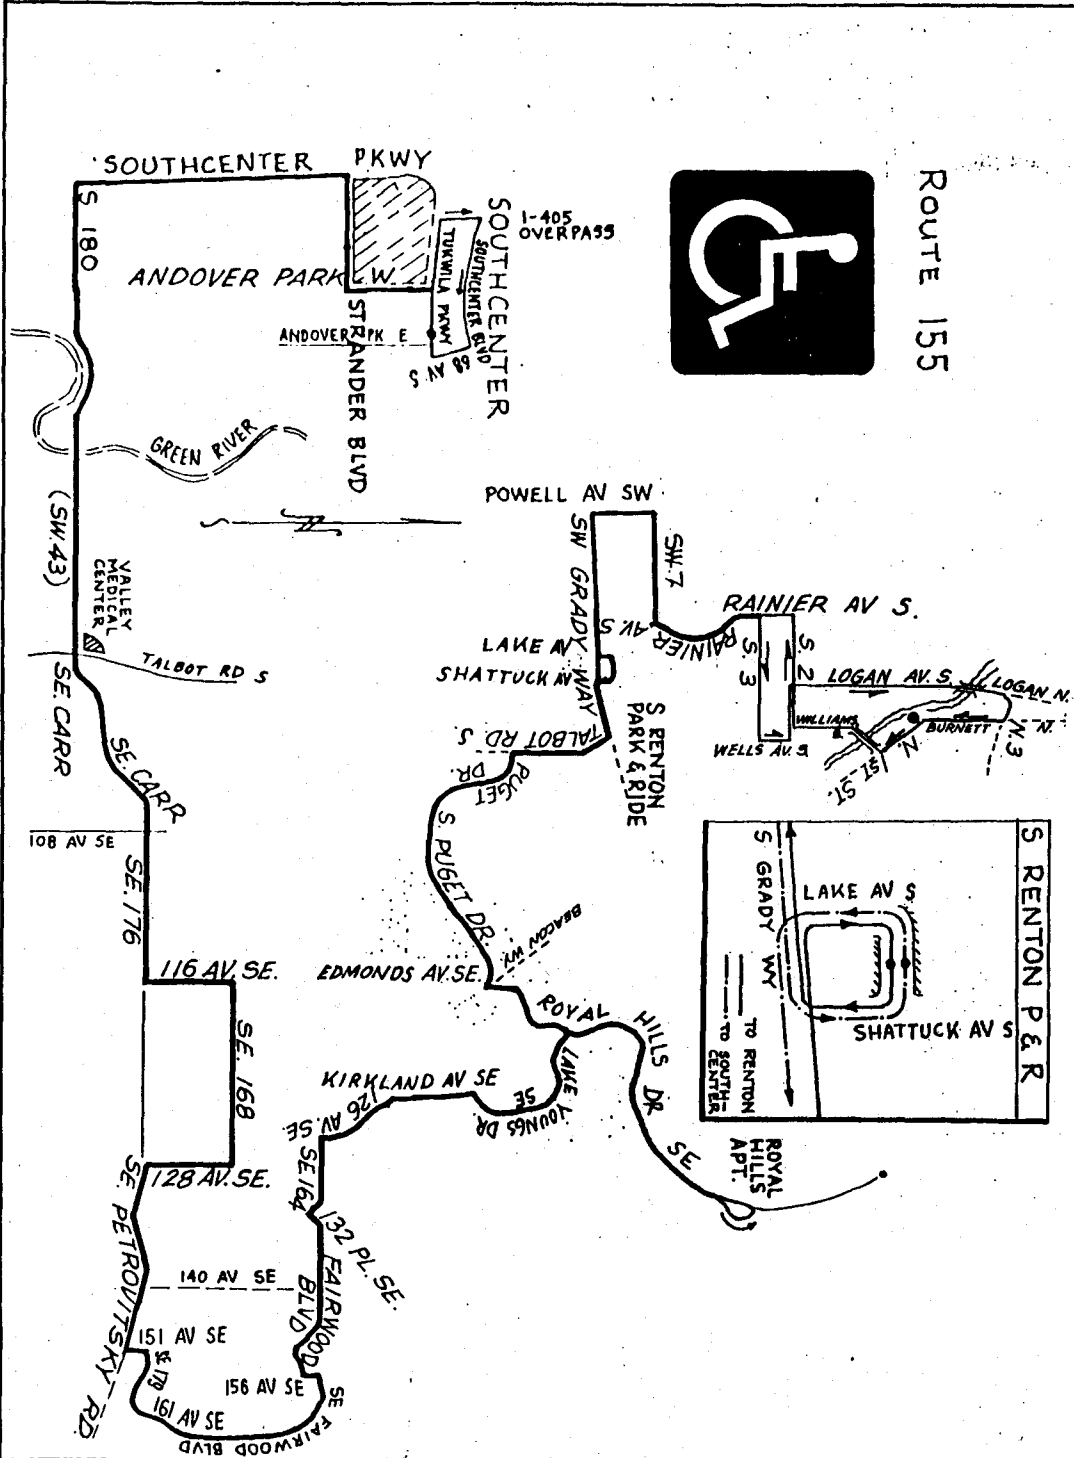 ROUTE 155
SOUTHCENTER PKWY
S 180
ANDOVER PARK W.
STRANDER BLVD
ANDOVER PK E
TUKWILA PKWY
SOUTHCENTER BLVD
68 AV S
SOUTHCENTER
I-405
OVERPASS
GREEN RIVER
(SW.43)
VALLEY
MEDICAL
CENTER
TALBOT RD S
SE. CARR
SE. CARR
108 AV SE
SE. 176
116 AV. SE.
SE. 168
128 AV. SE.
SE. PETROVITSKY RD.
140 AV SE
151 AV SE
SE 179
161 AV SE
156 AV SE
SE FAIRWOOD BLVD
FAIRWOOD
BLVD
132 PL. SE.
SE 164
126 AV SE.
KIRKLAND AV SE
LAKE YOUNGS DR.
SE
ROYAL HILLS DR SE
ROYAL
HILLS
APT.
EDMONDS AV. SE.
BEACON WY
S. PUGET DR.
PUGET
DR.
TALBOT RD S.
S RENTON
PARK & RIDE
SHATTUCK AV
LAKE AV
SW GRADY WAY
POWELL AV SW
SW. 7
RAINIER AV. S
RAINIER AV S.
S 3
S. 2
LOGAN AV. S.
LOGAN N.
N.
N. 3
BURNETT
WILLIAMS
WELLS AV. S.
N. 1ST ST.
S RENTON P & R
LAKE AV S
S GRADY WY
SHATTUCK AV S
TO RENTON
TO SOUTH-
CENTER